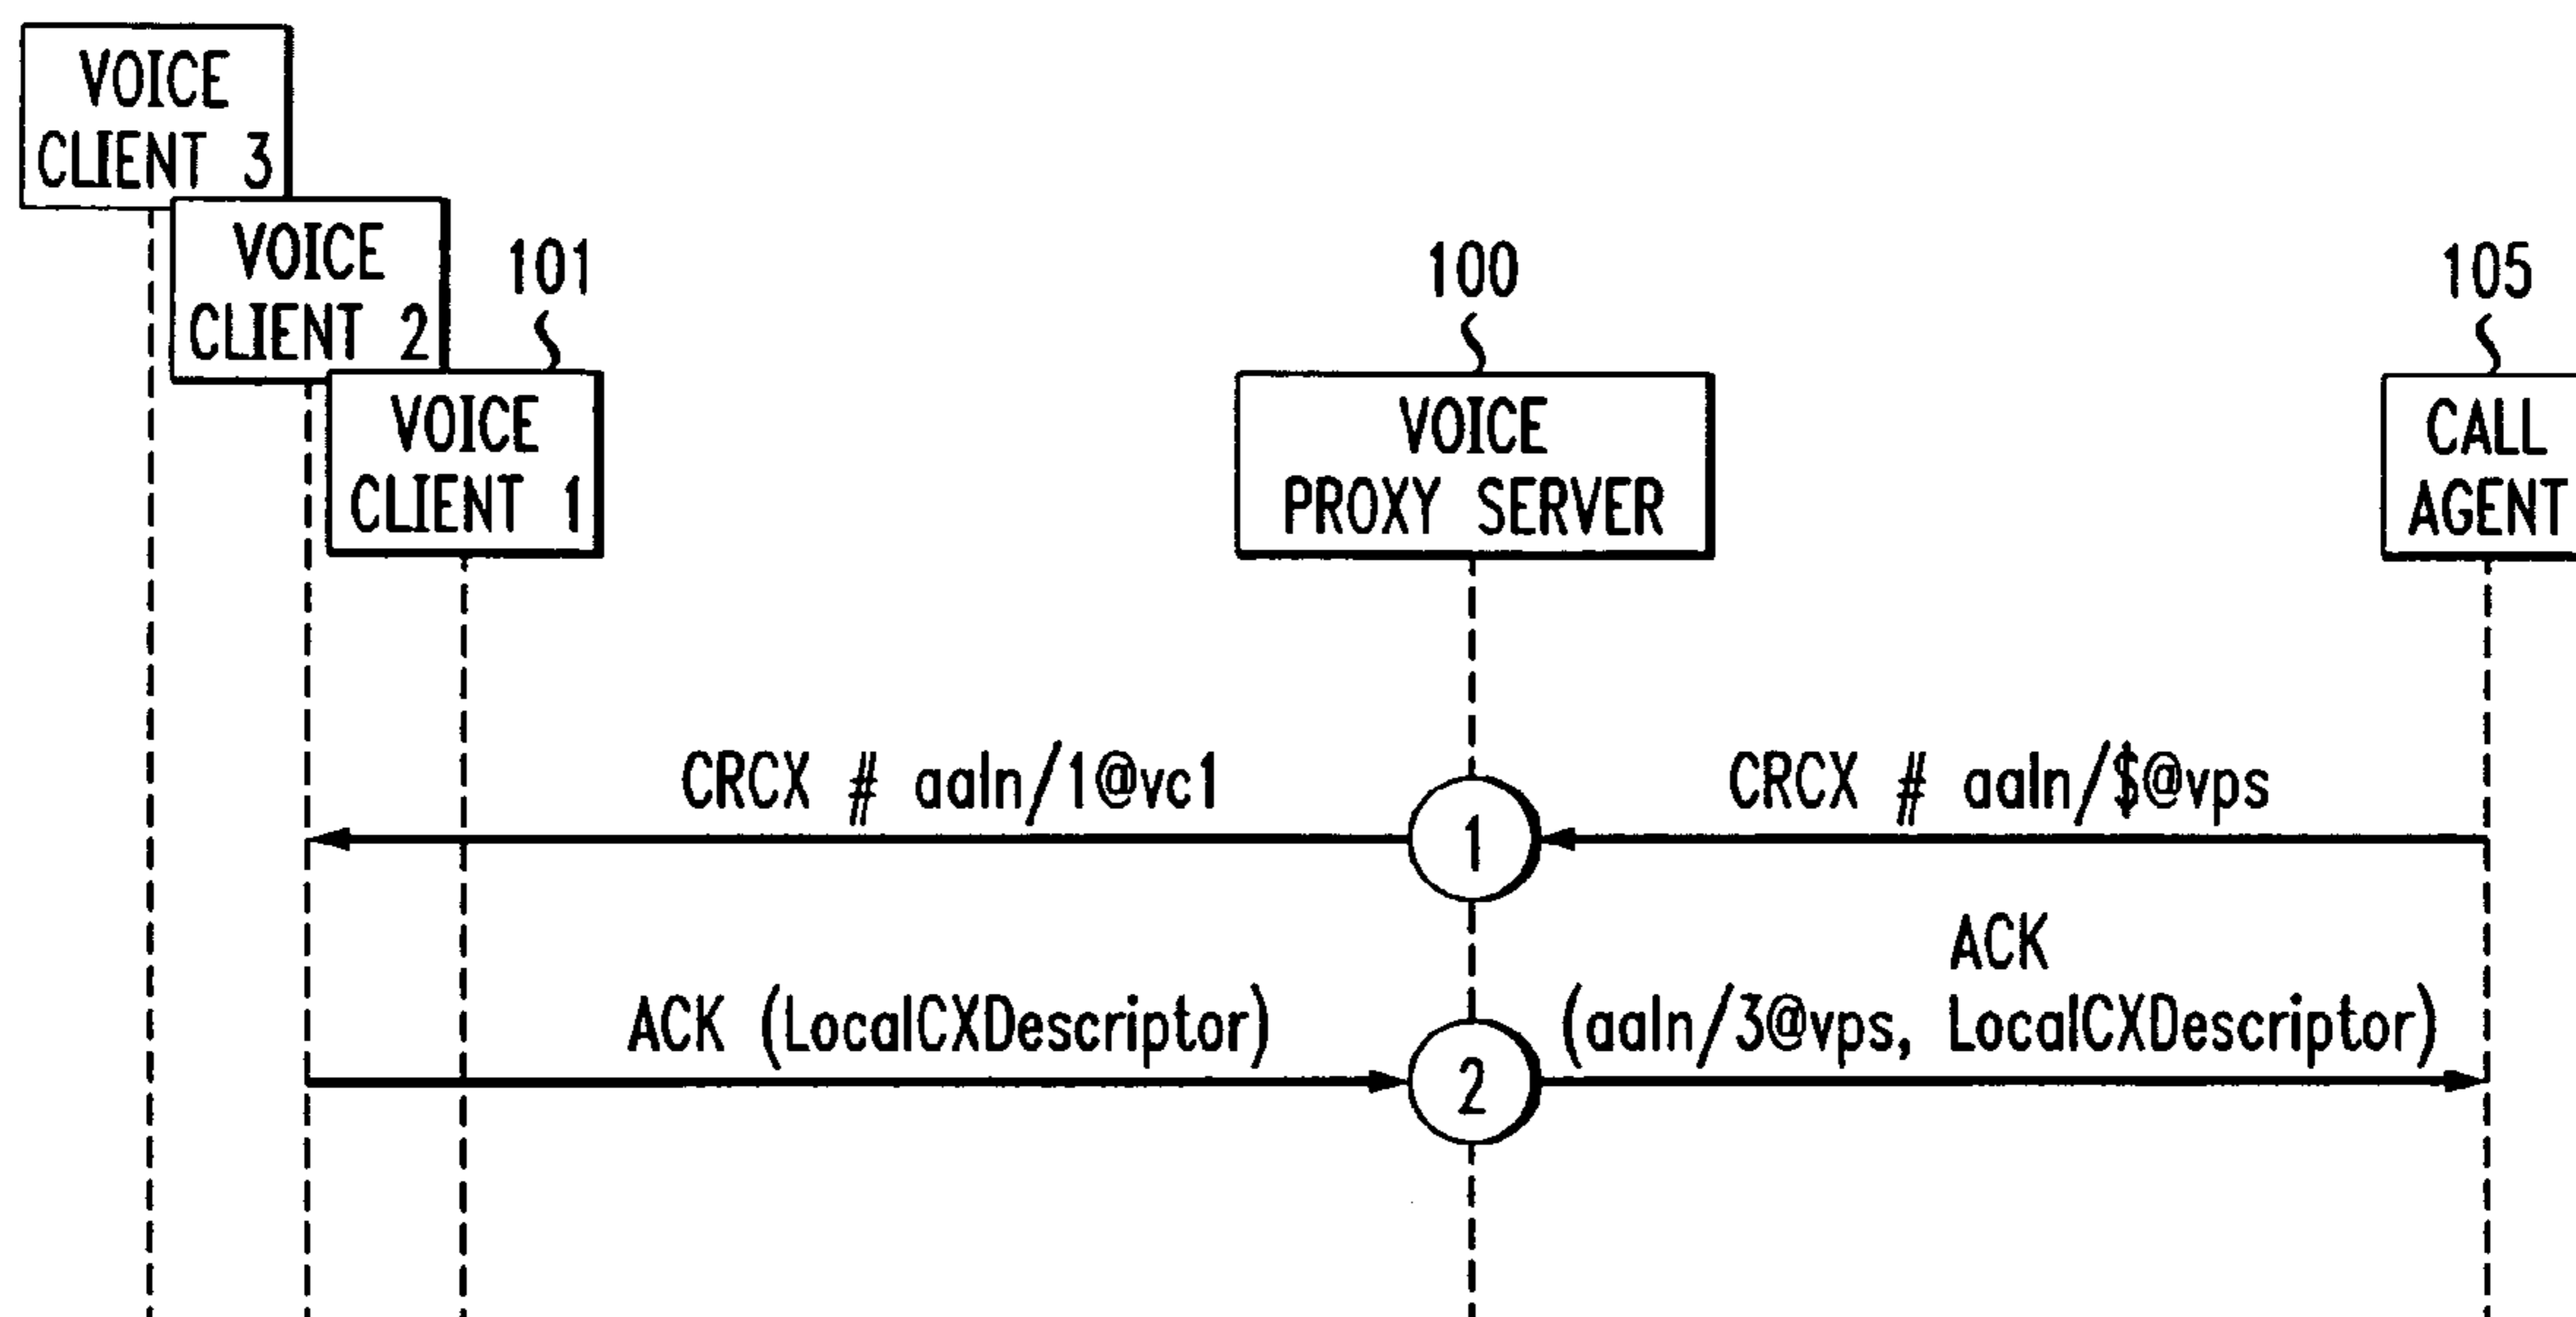 VOICE
CLIENT 3
VOICE
CLIENT 2
101
VOICE
CLIENT 1
100
VOICE
PROXY SERVER
105
CALL
AGENT
CRCX # aaln/1@vc1
CRCX # aaln/$@vps
1
ACK (LocalCXDescriptor)
ACK
(aaln/3@vps, LocalCXDescriptor)
2